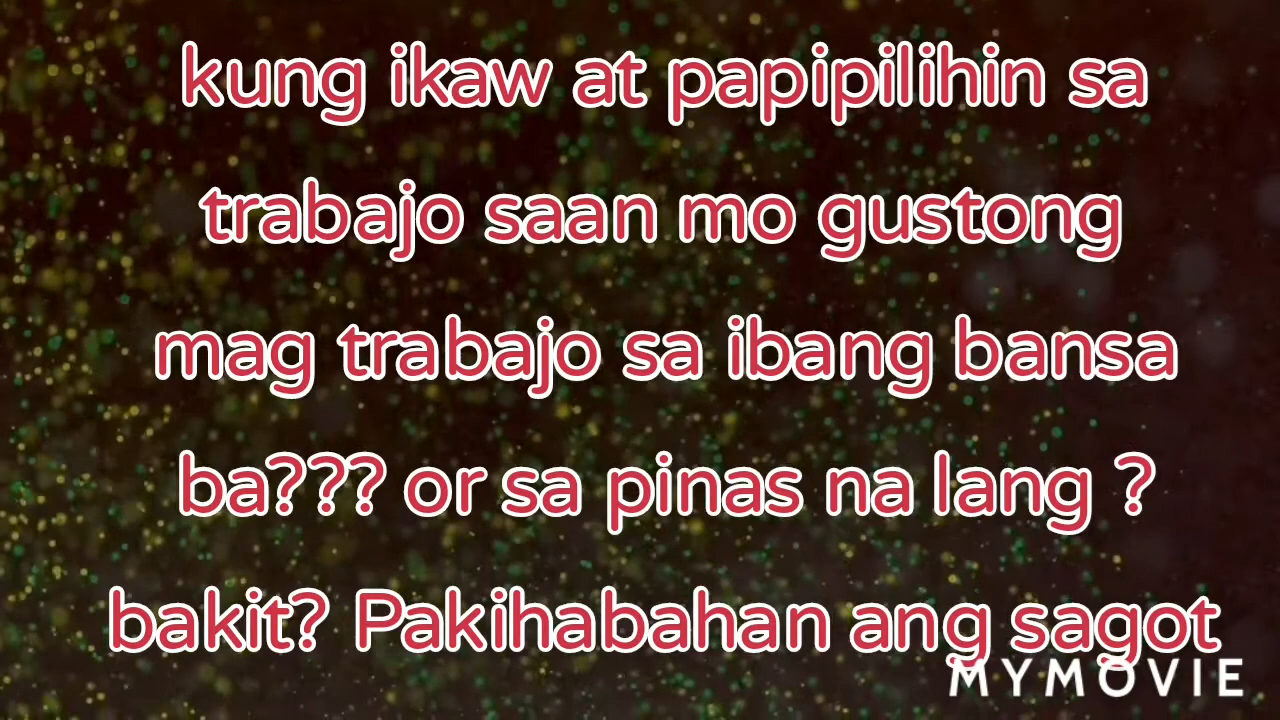 kung ikaw at papipilihin sa
trabajo saan mo gustong
mag trabajo sa ibang bansa
ba??? or sa pinas na lang ?
bakit? Pakihabahan ang sagot
MYMOVIE